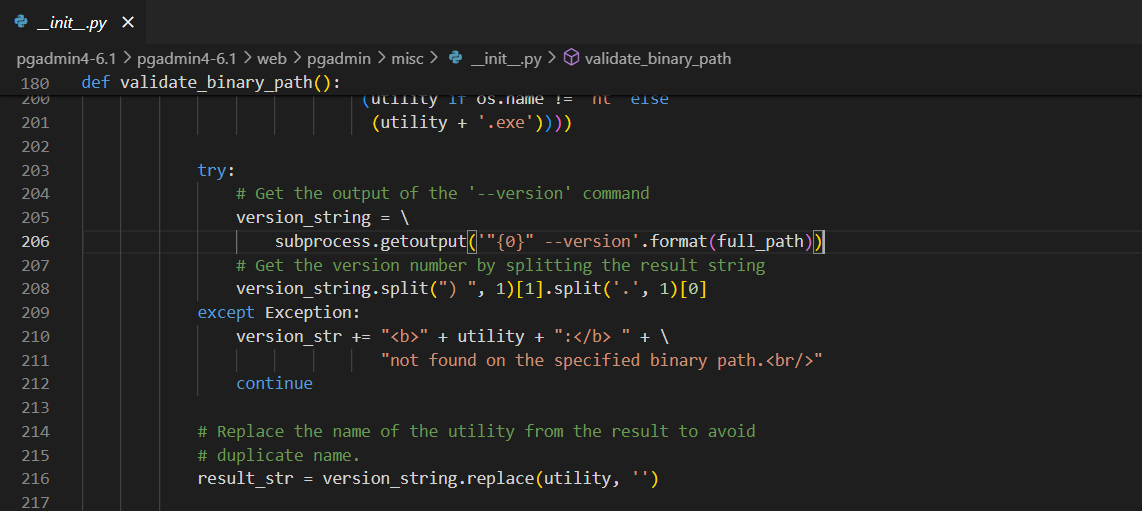 __init__.py ×
pgadmin4-6.1 > pgadmin4-6.1 > web > pgadmin > misc > __init__.py > validate_binary_path
180 def validate_binary_path():
200 (utility if os.name != 'nt' else
201 (utility + '.exe'))))
202
203 try:
204 # Get the output of the '--version' command
205 version_string = \
206 subprocess.getoutput('"{0}" --version'.format(full_path))
207 # Get the version number by splitting the result string
208 version_string.split(") ", 1)[1].split('.', 1)[0]
209 except Exception:
210 version_str += "<b>" + utility + ":</b> " + \
211 "not found on the specified binary path.<br/>"
212 continue
213
214 # Replace the name of the utility from the result to avoid
215 # duplicate name.
216 result_str = version_string.replace(utility, '')
217